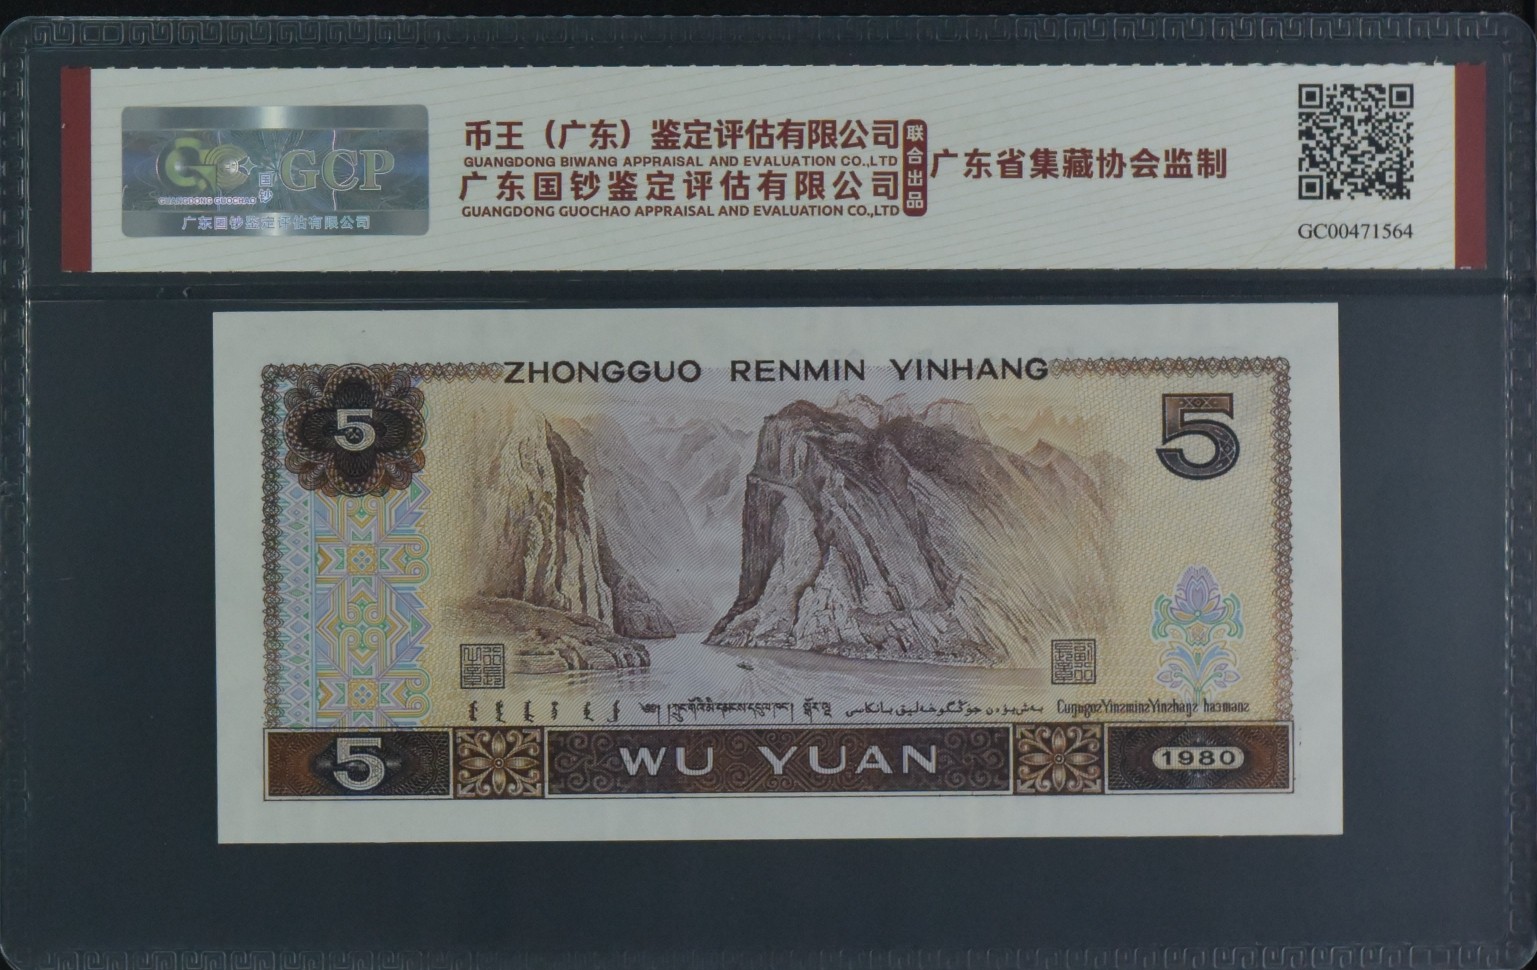 币王（广东）鉴定评估有限公司
GUANGDONG BIWANG APPRAISAL AND EVALUATION CO.,LTD
广东国钞鉴定评估有限公司
GUANGDONG GUOCHAO APPRAISAL AND EVALUATION CO.,LTD
联合出品
广东省集藏协会监制
GCP
国钞
GUANGDONG GUOCHAO
广东国钞鉴定评估有限公司
GC00471564
ZHONGGUO RENMIN YINHANG
5
5
5
WU YUAN
1980